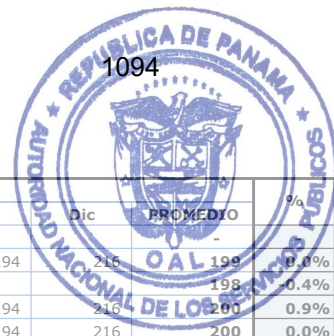 1094
REPUBLICA DE PANAMA
AUTORIDAD NACIONAL DE LOS SERVICIOS PUBLICOS
OAL
Dic PROMEDIO %
-
94 216 199 0.0%
198 -0.4%
94 216 200 0.9%
94 216 200 0.0%